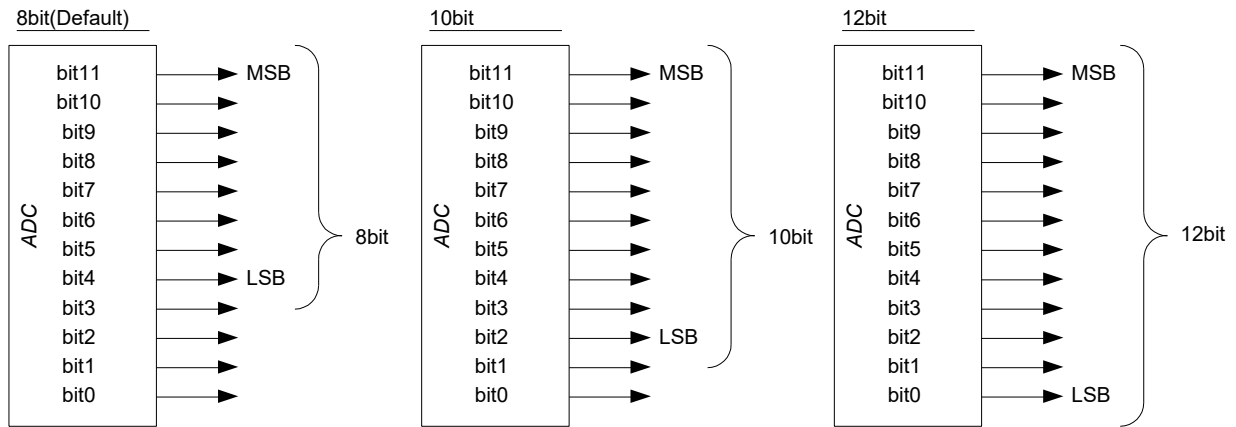 8bit(Default)
bit11
MSB
bit10
bit9
bit8
bit7
bit6
bit5
bit4
LSB
bit3
bit2
bit1
bit0
ADC
8bit
10bit
bit11
MSB
bit10
bit9
bit8
bit7
bit6
bit5
bit4
bit3
bit2
LSB
bit1
bit0
ADC
10bit
12bit
bit11
MSB
bit10
bit9
bit8
bit7
bit6
bit5
bit4
bit3
bit2
bit1
bit0
LSB
ADC
12bit